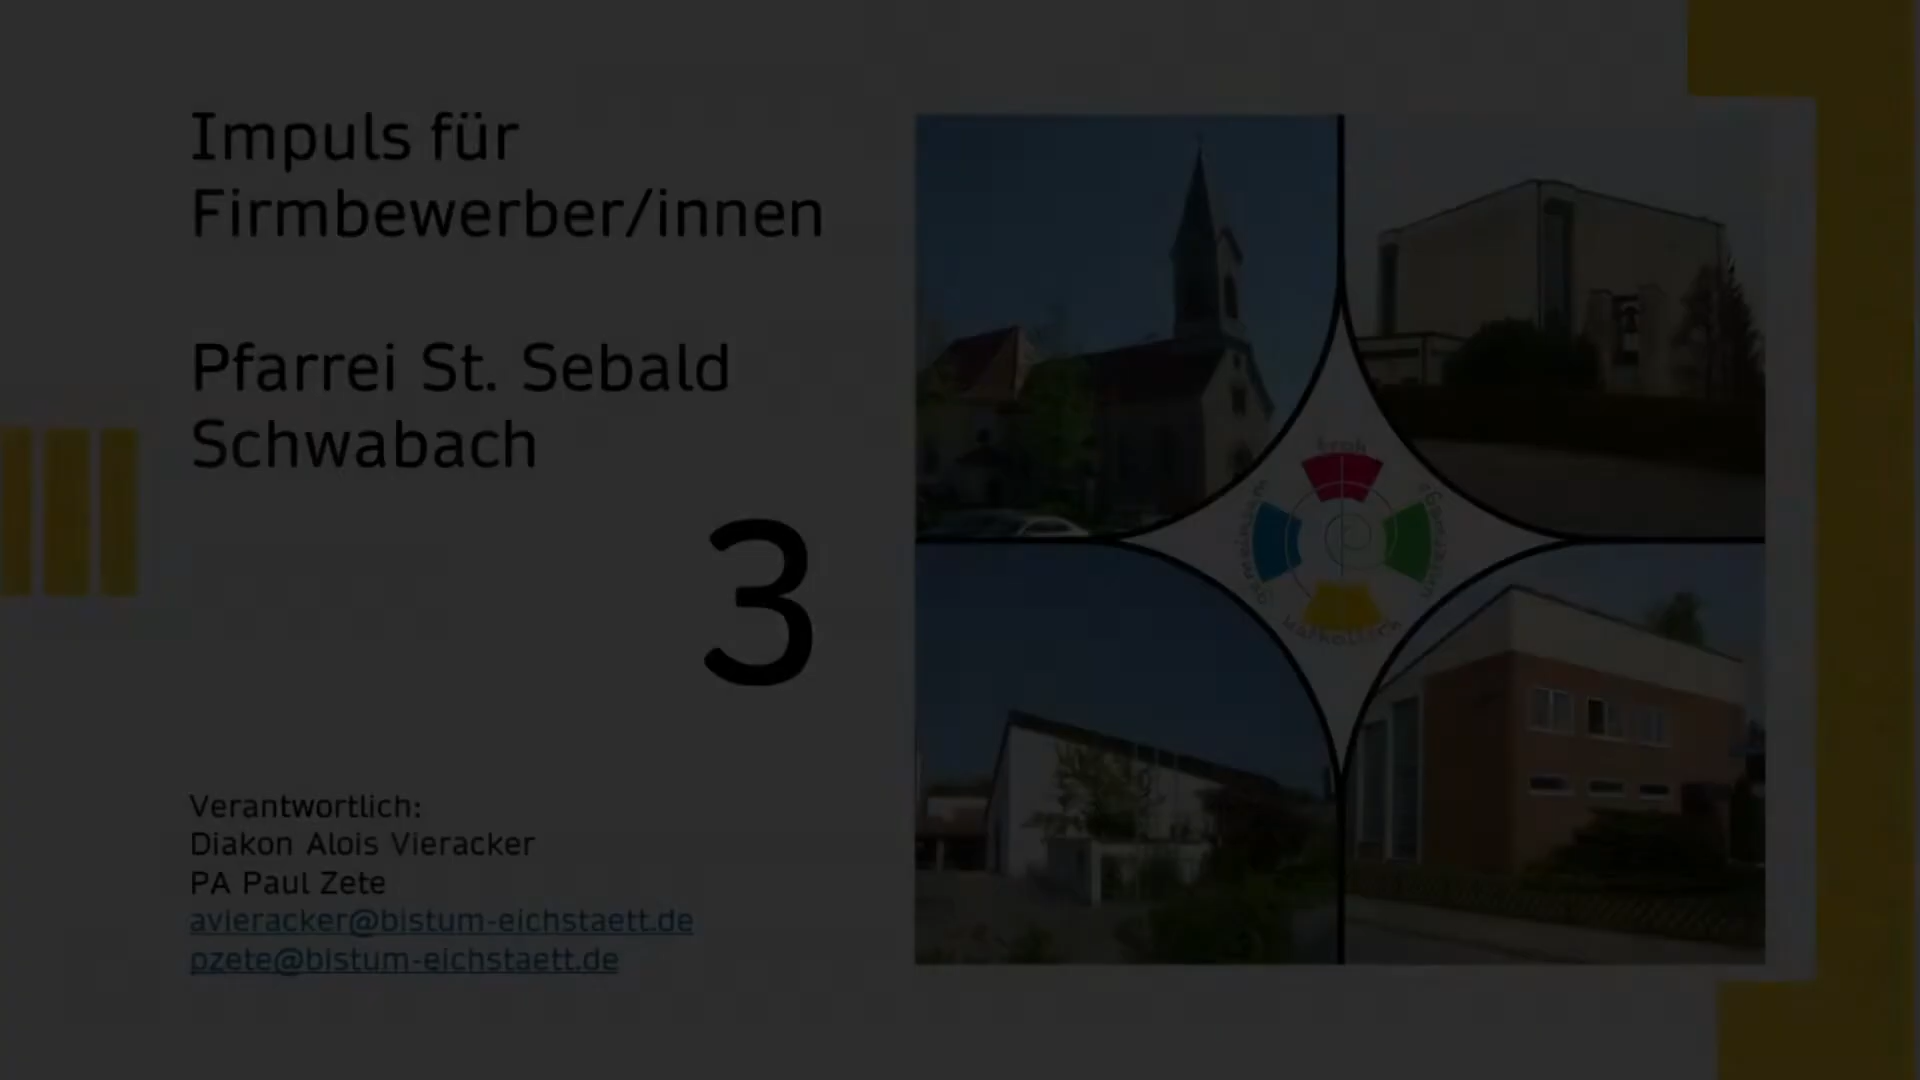 Impuls für
Firmbewerber/innen
Pfarrei St. Sebald
Schwabach
3
Verantwortlich:
Diakon Alois Vieracker
PA Paul Zete
avieracker@bistum-eichstaett.de
pzete@bistum-eichstaett.de
katholisch